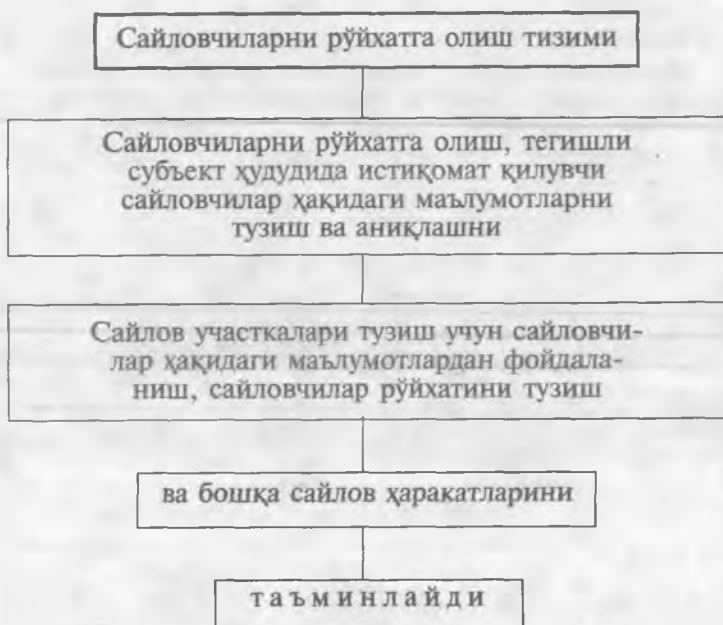 Сайловчиларни рўйхатга олиш тизими
Сайловчиларни рўйхатга олиш, тегишли
субъект ҳудудида истиқомат қилувчи
сайловчилар ҳақидаги маълумотларни
тузиш ва аниқлашни
Сайлов участкалари тузиш учун сайловчи-
лар ҳақидаги маълумотлардан фойдала-
ниш, сайловчилар рўйхатини тузиш
ва бошқа сайлов ҳаракатларини
таъминлайди